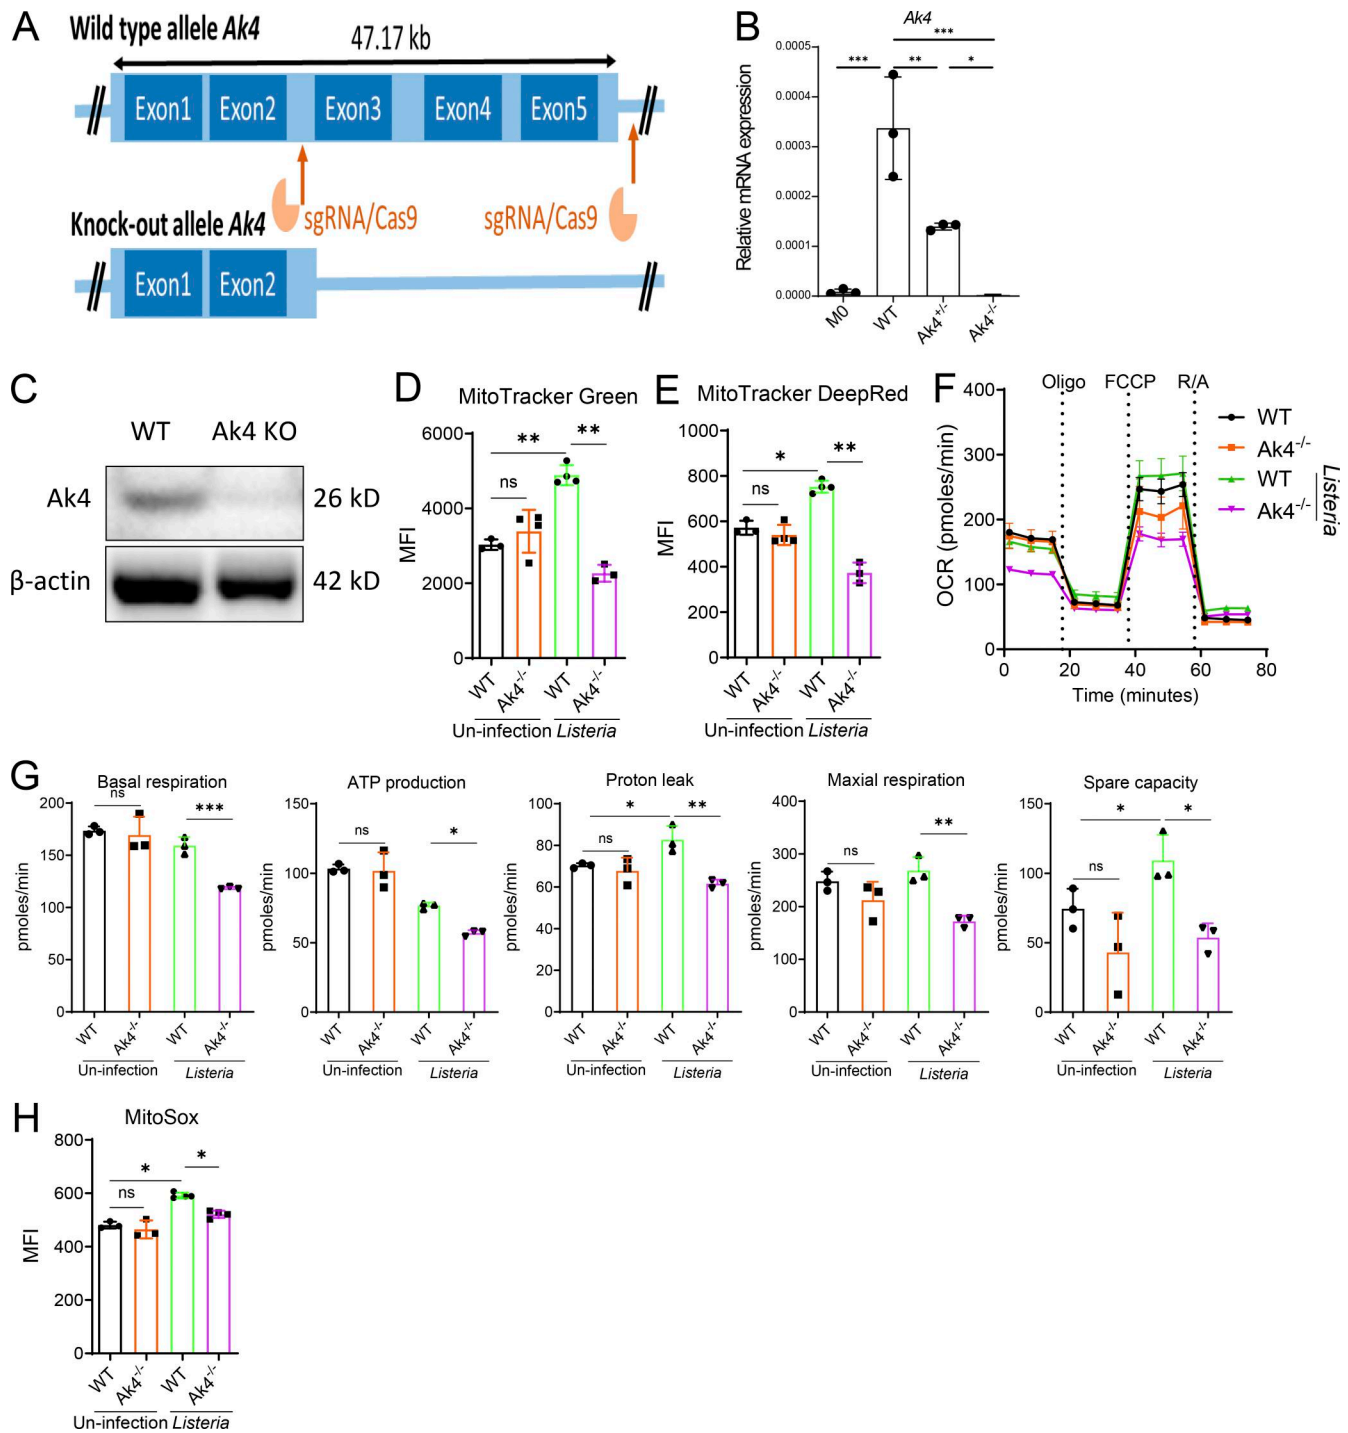 A
Wild type allele Ak4
47.17 kb
Exon1 Exon2 Exon3 Exon4 Exon5
sgRNA/Cas9 sgRNA/Cas9
Knock-out allele Ak4
Exon1 Exon2
B
Ak4
***
*** ** *
Relative mRNA expression
0.0005
0.0004
0.0003
0.0002
0.0001
0.0000
M0 WT Ak4+/- Ak4-/-
C
WT Ak4 KO
Ak4 26 kD
β-actin 42 kD
D
MitoTracker Green
** **
ns
MFI
6000
4000
2000
0
WT Ak4-/- WT Ak4-/-
Un-infection Listeria
E
MitoTracker DeepRed
* **
ns
MFI
1000
800
600
400
200
0
WT Ak4-/- WT Ak4-/-
Un-infection Listeria
F
Oligo FCCP R/A
OCR (pmoles/min)
400
300
200
100
0
0 20 40 60 80
Time (minutes)
WT
Ak4-/-
WT
Ak4-/-
Listeria
G
Basal respiration
ns ***
pmoles/min
200
150
100
50
0
WT Ak4-/- WT Ak4-/-
Un-infection Listeria
ATP production
ns *
pmoles/min
150
100
50
0
WT Ak4-/- WT Ak4-/-
Un-infection Listeria
Proton leak
* **
ns
pmoles/min
100
80
60
40
20
0
WT Ak4-/- WT Ak4-/-
Un-infection Listeria
Maxial respiration
ns **
pmoles/min
400
300
200
100
0
WT Ak4-/- WT Ak4-/-
Un-infection Listeria
Spare capacity
* *
ns
pmoles/min
150
100
50
0
WT Ak4-/- WT Ak4-/-
Un-infection Listeria
H
MitoSox
* *
ns
MFI
800
600
400
200
0
WT Ak4-/- WT Ak4-/-
Un-infection Listeria